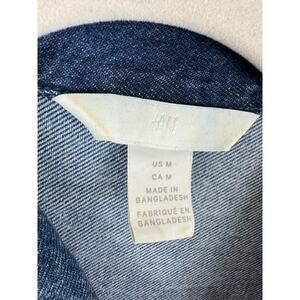 H&M
US M
CA M
MADE IN
BANGLADESH
FABRIQUÉ EN
BANGLADESH